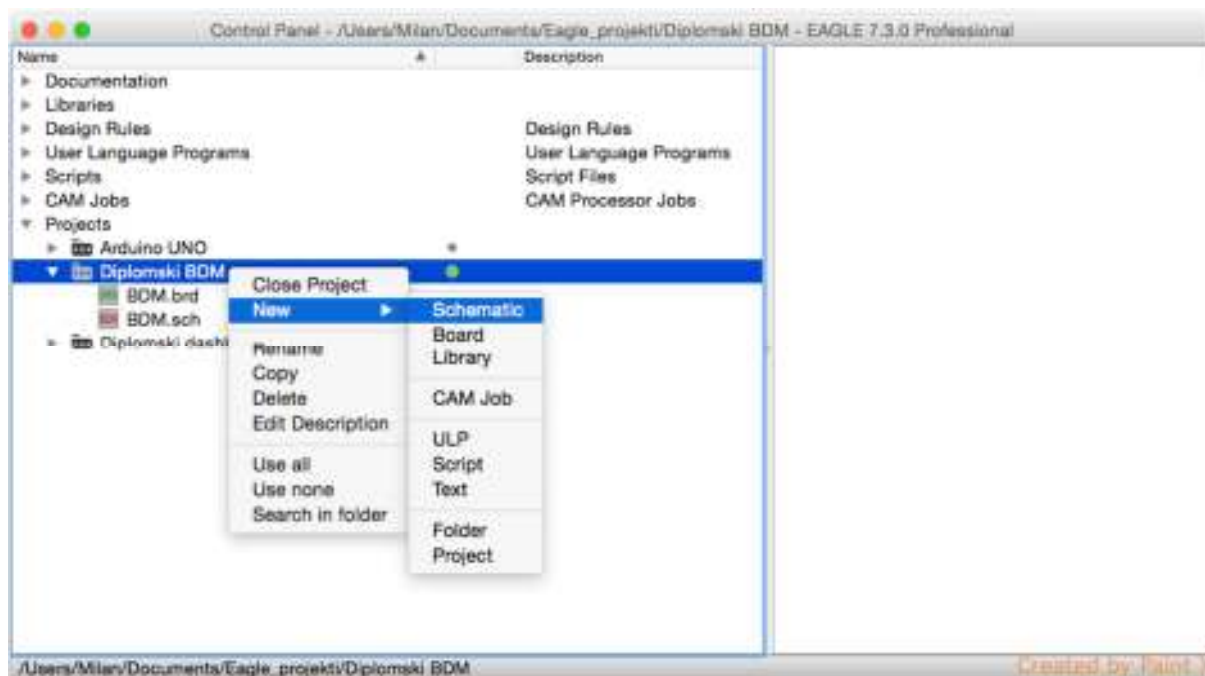 Control Panel - /Users/Milan/Documents/Eagle_projekti/Diplomski BDM - EAGLE 7.3.0 Professional
Name Description
Documentation
Libraries
Design Rules Design Rules
User Language Programs User Language Programs
Scripts Script Files
CAM Jobs CAM Processor Jobs
Projects
Arduino UNO
Diplomski BDM
BDM.brd
BDM.sch
Diplomski dashb
Close Project
New
Rename
Copy
Delete
Edit Description
Use all
Use none
Search in folder
Schematic
Board
Library
CAM Job
ULP
Script
Text
Folder
Project
/Users/Milan/Documents/Eagle_projekti/Diplomski BDM
Created by Paint